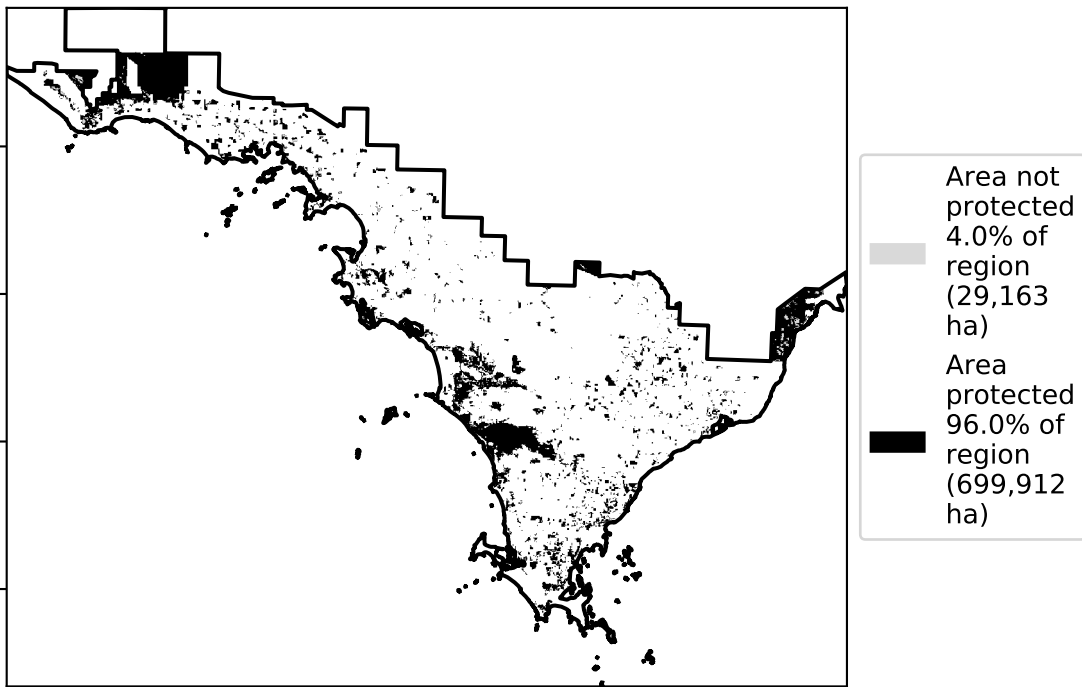 Area not
protected
4.0% of
region
(29,163
ha)
Area
protected
96.0% of
region
(699,912
ha)